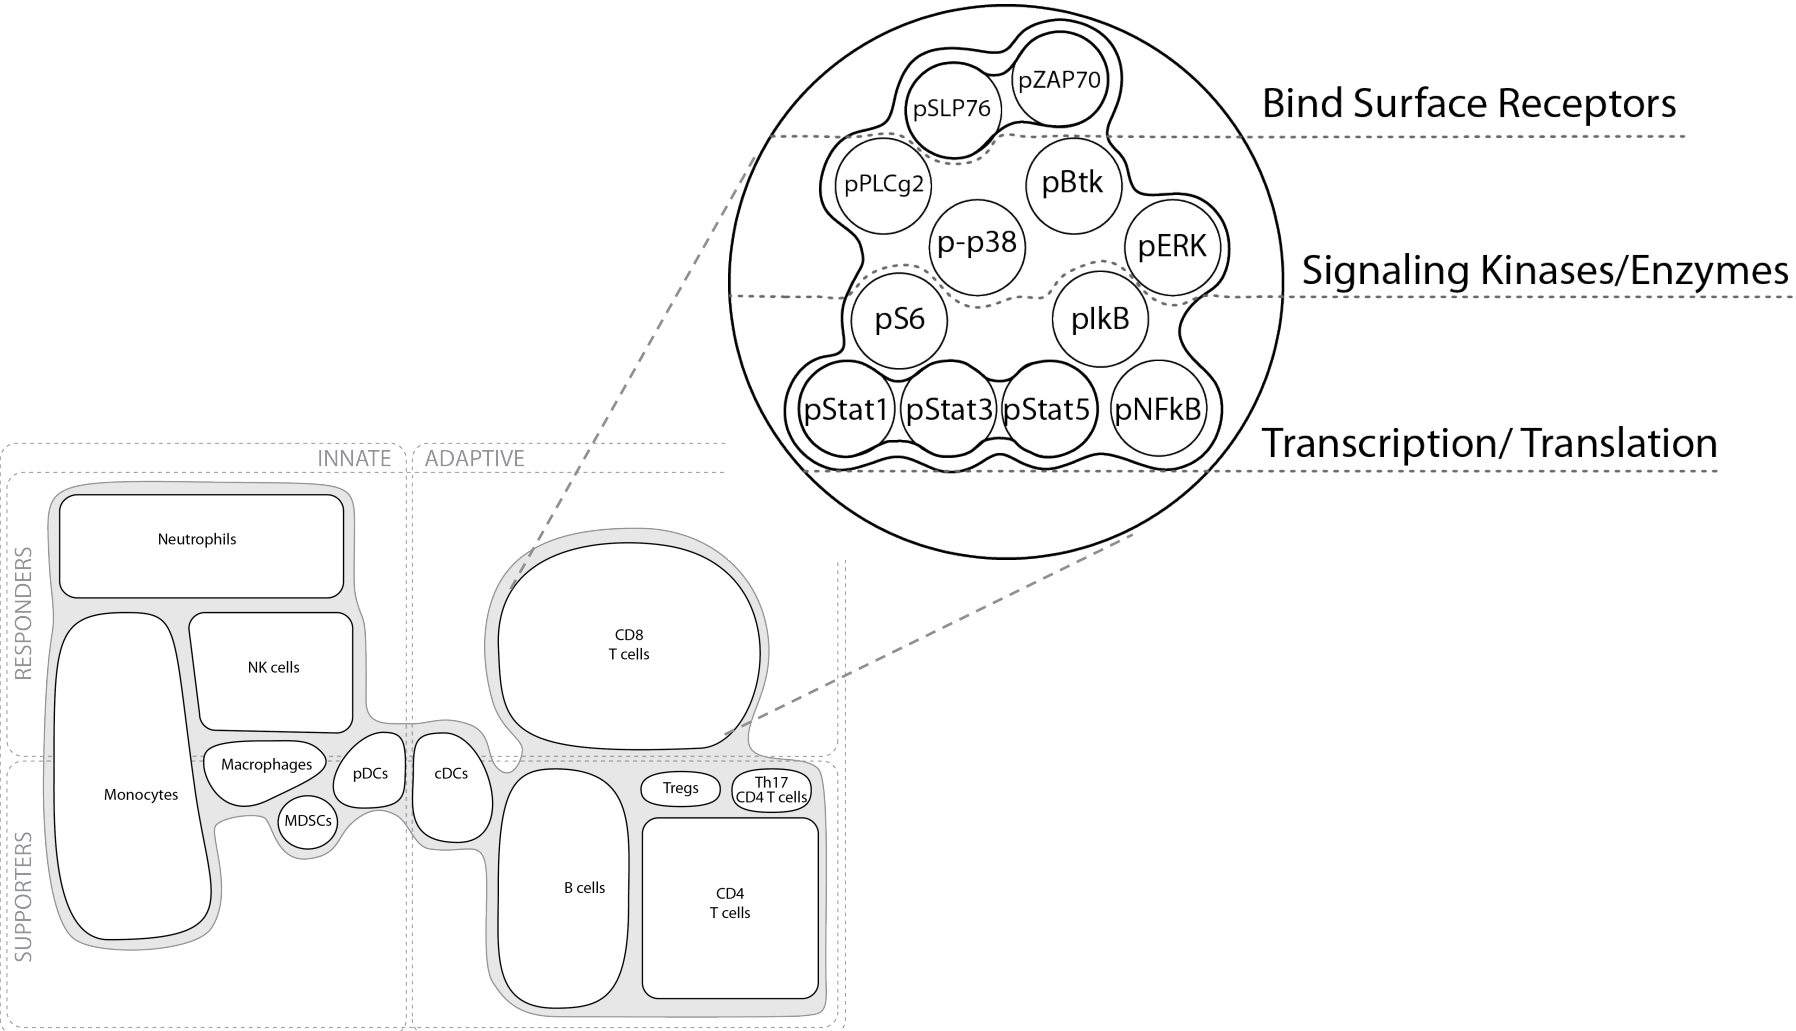 pZAP70
pSLP76
Bind Surface Receptors
pPLCg2
pBtk
p-p38
pERK
Signaling Kinases/Enzymes
pS6
pIkB
pStat1
pStat3
pStat5
pNFkB
Transcription/ Translation
INNATE
ADAPTIVE
RESPONDERS
Neutrophils
CD8
T cells
NK cells
Macrophages
pDCs
cDCs
Monocytes
MDSCs
Tregs
Th17
CD4 T cells
SUPPORTERS
B cells
CD4
T cells